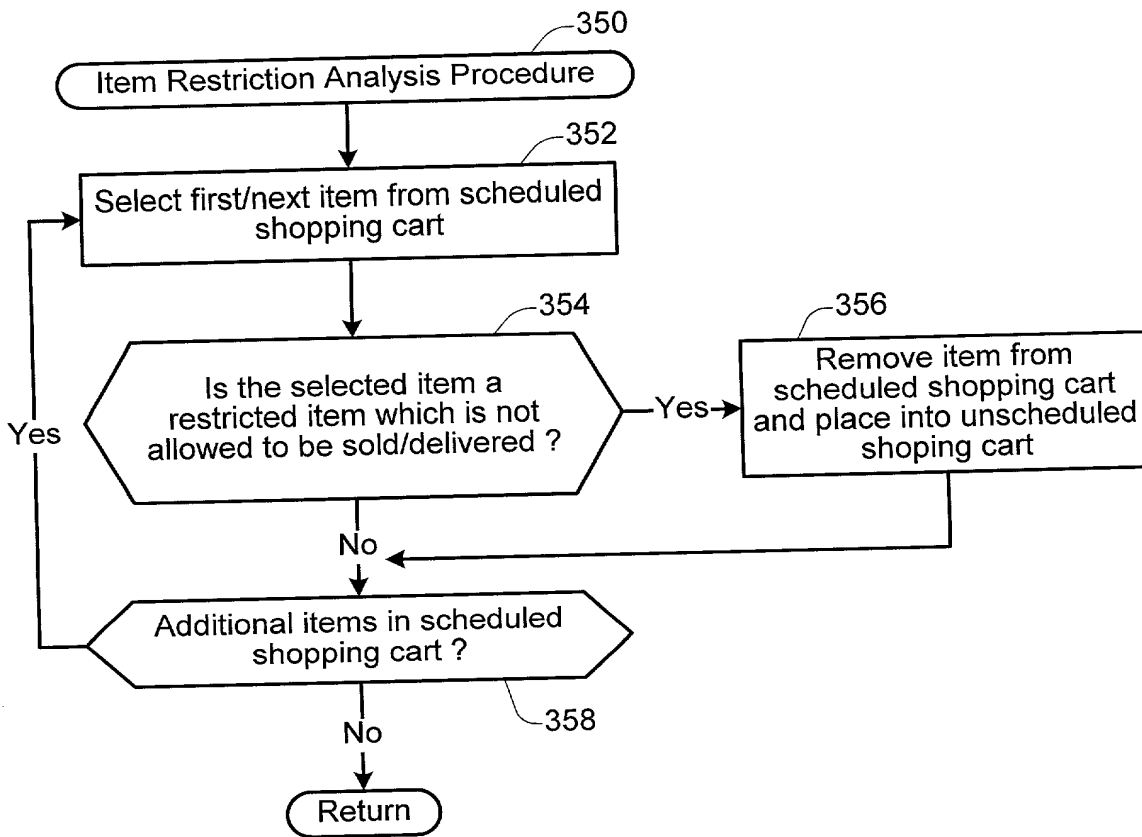 350
Item Restriction Analysis Procedure
352
Select first/next item from scheduled
shopping cart
354
Is the selected item a
restricted item which is not
allowed to be sold/delivered ?
Yes
356
Remove item from
scheduled shopping cart
and place into unscheduled
shoping cart
Yes
No
Additional items in scheduled
shopping cart ?
358
No
Return